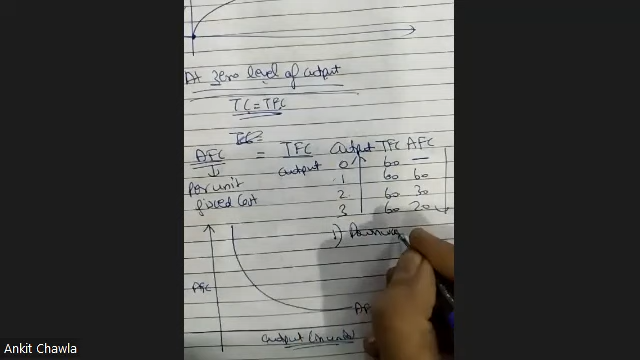 At zero level of output
TC = TFC
AFC = TFC
output
per unit
fixed cost
Output TFC AFC
0 60 —
1 60 60
2 60 30
3 60 20
1)
AFC
output (in units)
Ankit Chawla